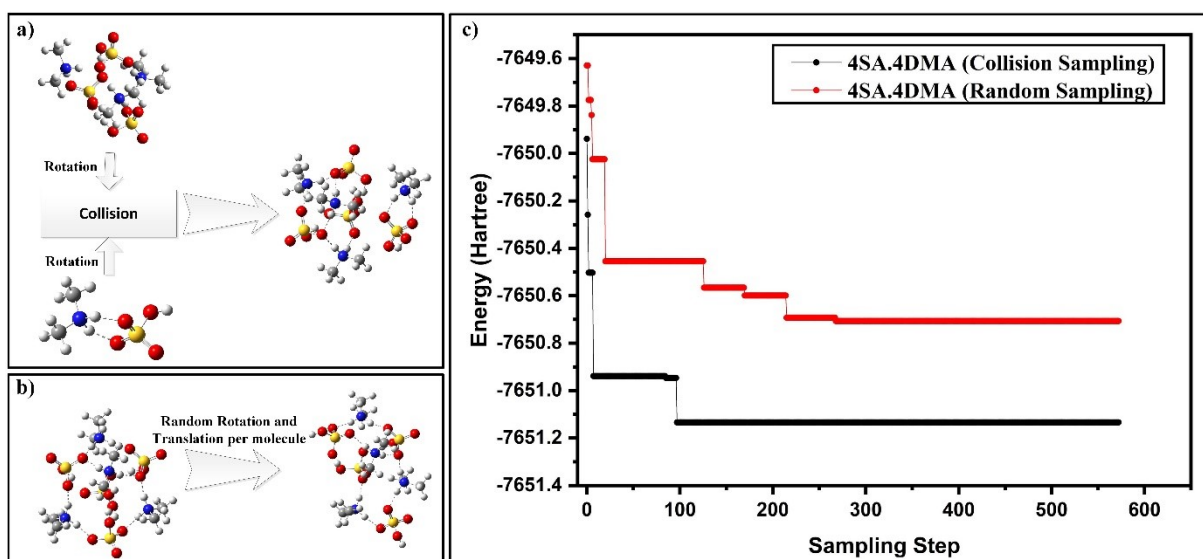 a)
Rotation
Collision
Rotation
b)
Random Rotation and
Translation per molecule
c)
4SA.4DMA (Collision Sampling)
4SA.4DMA (Random Sampling)
Energy (Hartree)
-7649.6
-7649.8
-7650.0
-7650.2
-7650.4
-7650.6
-7650.8
-7651.0
-7651.2
-7651.4
0 100 200 300 400 500 600
Sampling Step